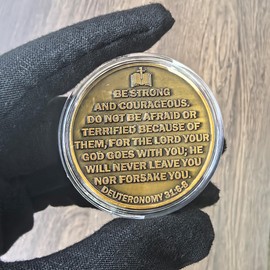 BE STRONG
AND COURAGEOUS.
DO NOT BE AFRAID OR
TERRIFIED BECAUSE OF
THEM, FOR THE LORD YOUR
GOD GOES WITH YOU; HE
WILL NEVER LEAVE YOU
NOR FORSAKE YOU.
DEUTERONOMY 31:6-8